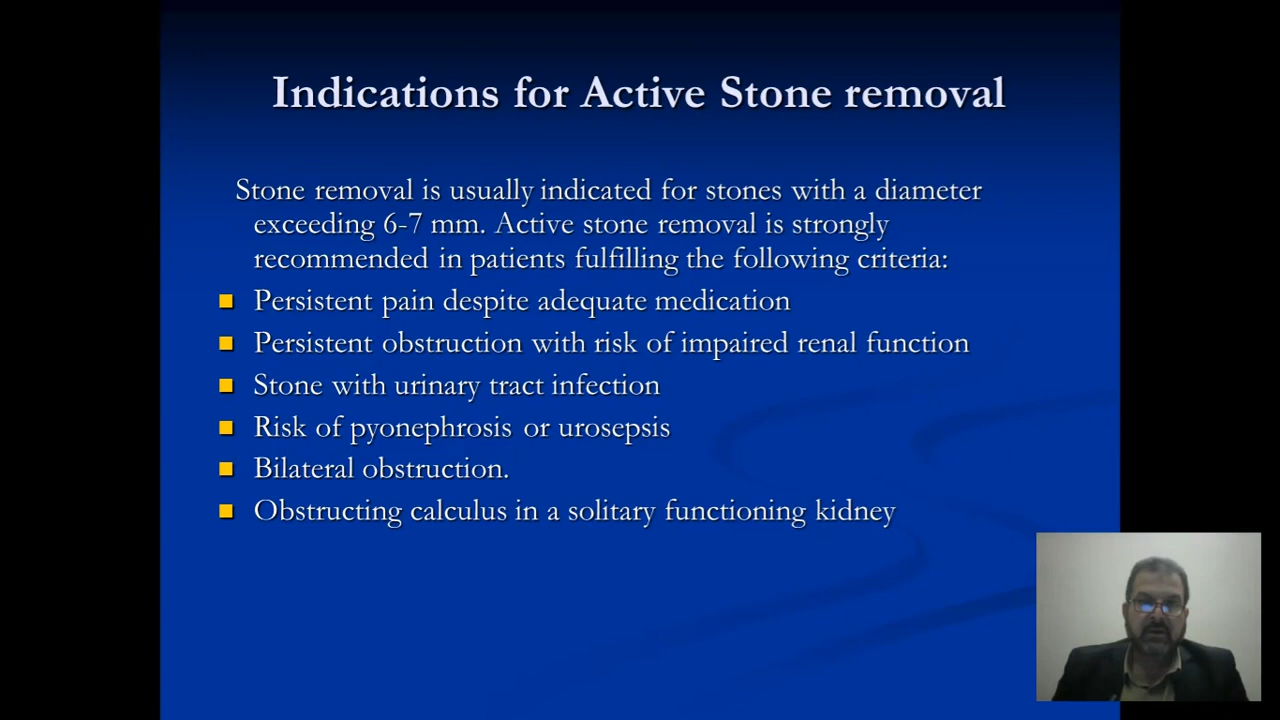 Indications for Active Stone removal
Stone removal is usually indicated for stones with a diameter
exceeding 6-7 mm. Active stone removal is strongly
recommended in patients fulfilling the following criteria:
Persistent pain despite adequate medication
Persistent obstruction with risk of impaired renal function
Stone with urinary tract infection
Risk of pyonephrosis or urosepsis
Bilateral obstruction.
Obstructing calculus in a solitary functioning kidney